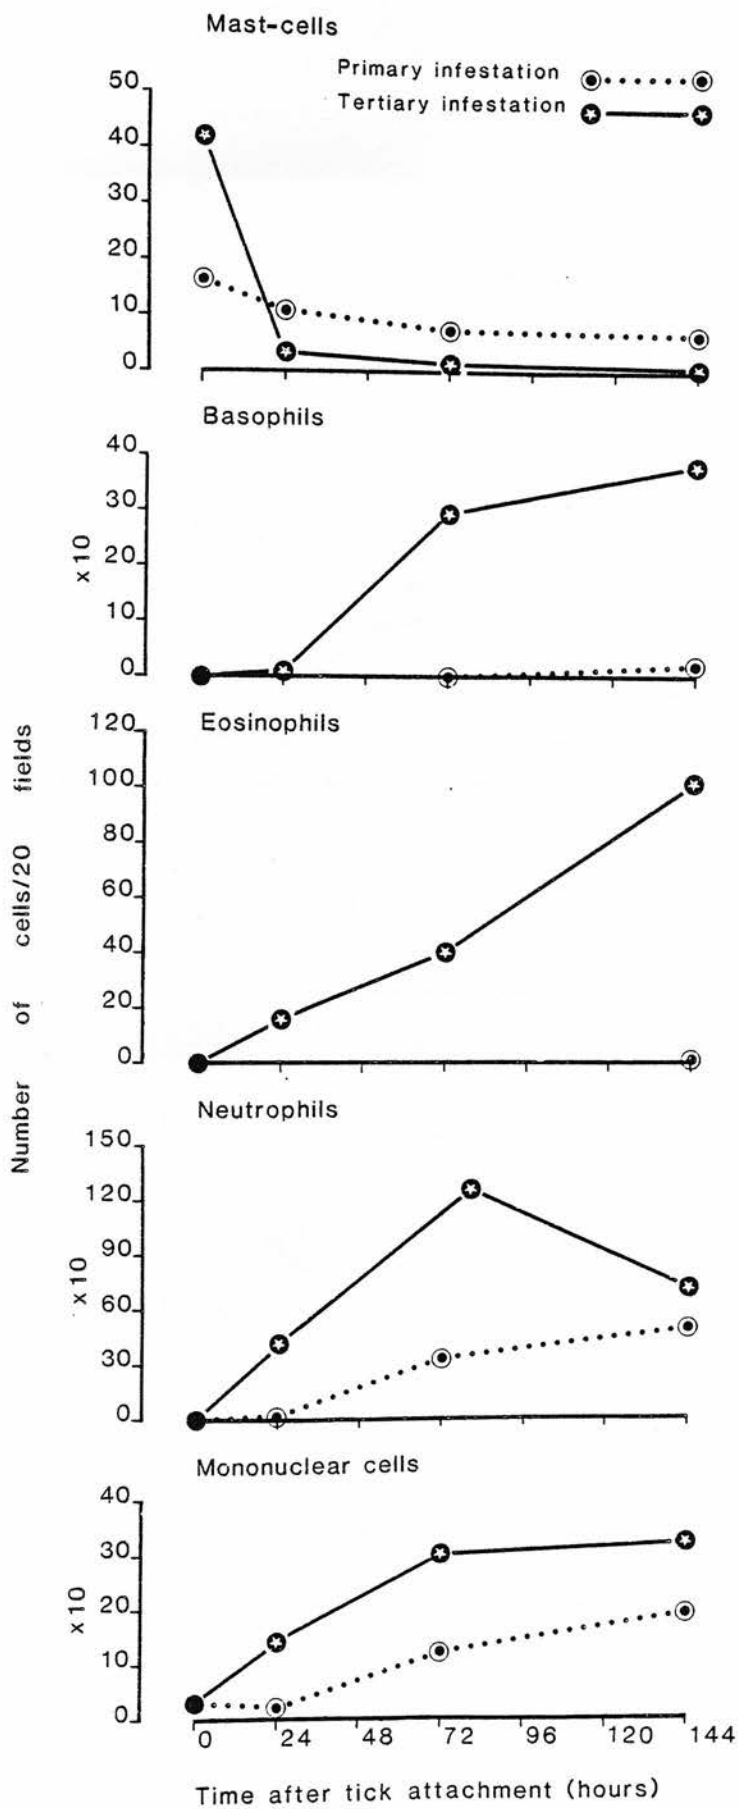 Mast-cells
Primary infestation
Tertiary infestation
50
40
30
20
10
0
Basophils
40
30
20
10
0
x 10
Eosinophils
120
100
80
60
40
20
0
Number of cells/20 fields
Neutrophils
150
120
90
60
30
0
x10
Mononuclear cells
40
30
20
10
0
x10
0 24 48 72 96 120 144
Time after tick attachment (hours)